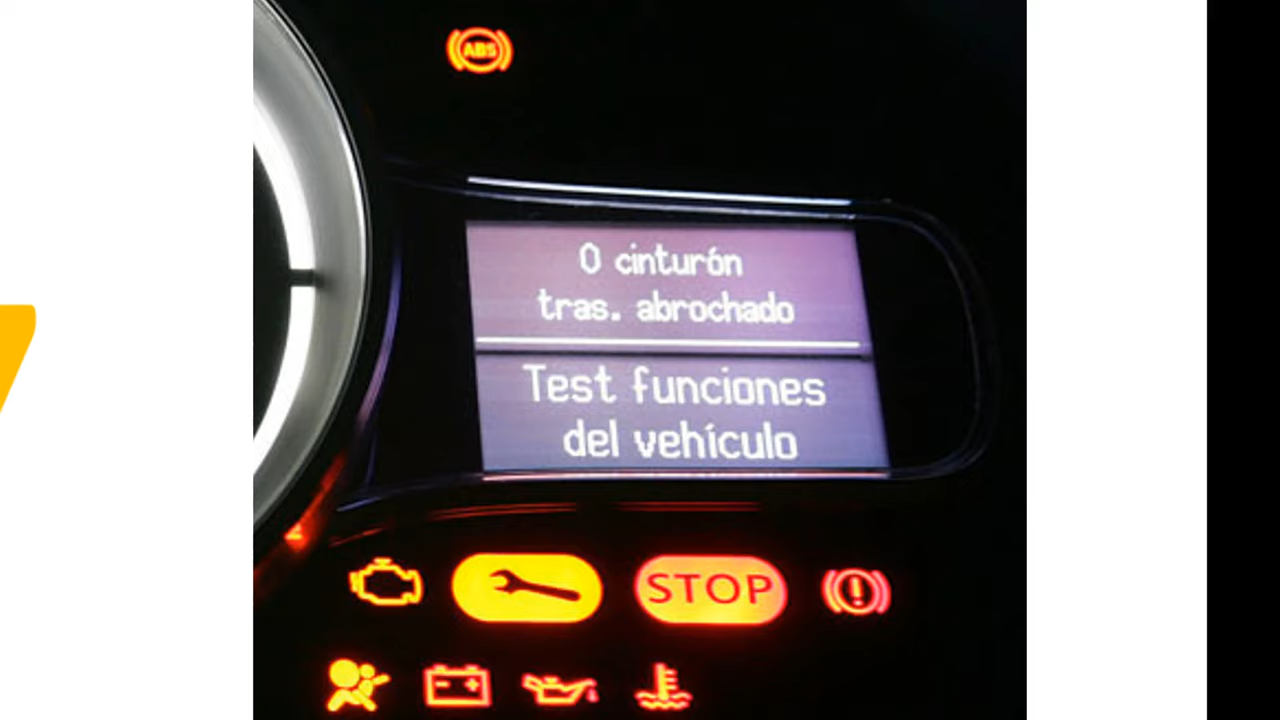 ABS
0 cinturón
tras. abrochado
Test funciones
del vehículo
STOP